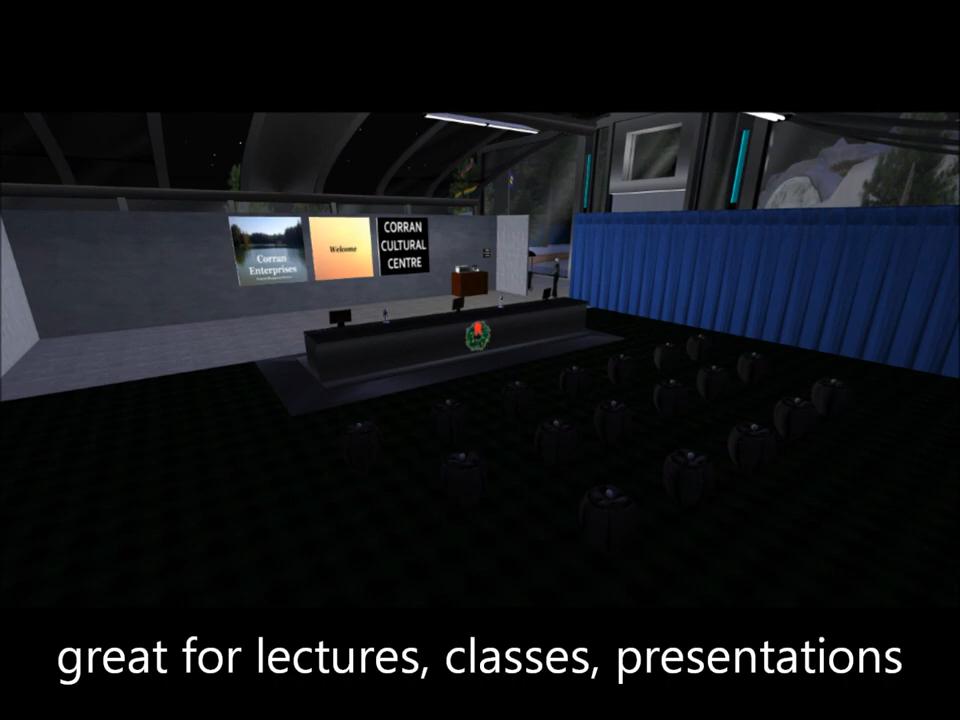 Corran
Enterprises
Welcome
CORRAN
CULTURAL
CENTRE
great for lectures, classes, presentations